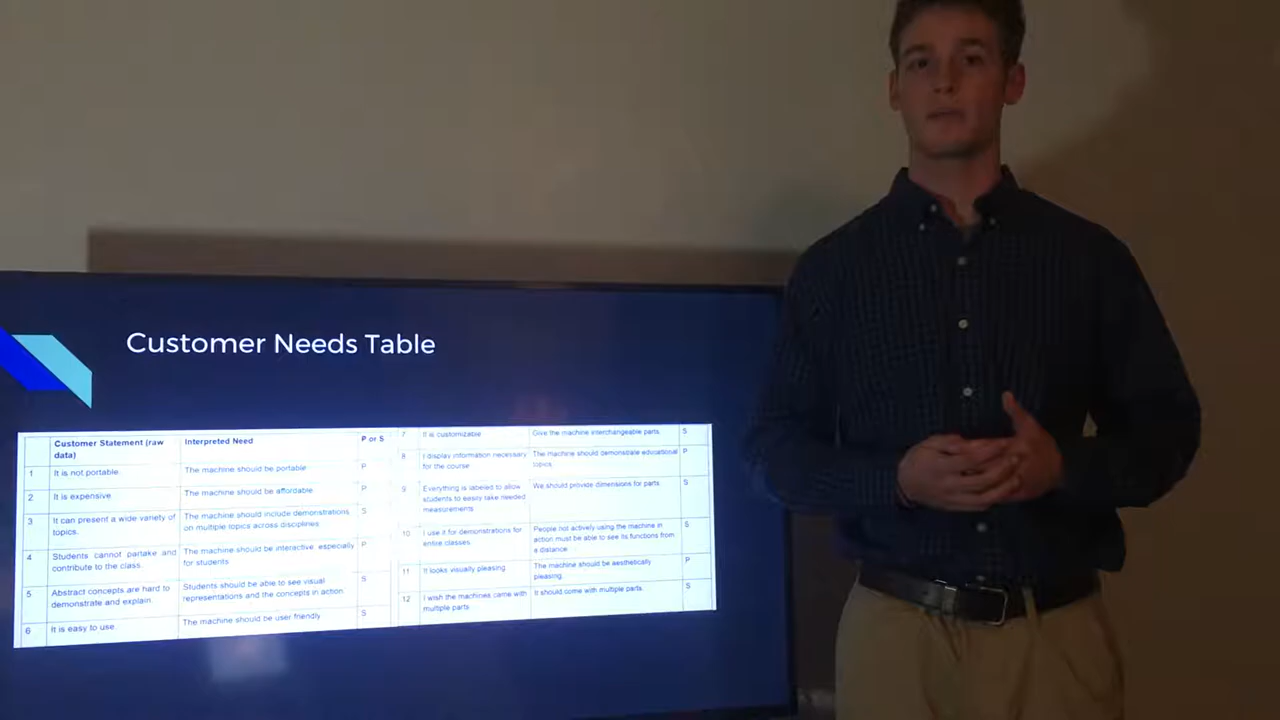 Customer Needs Table
Customer Statement (raw
data)
Interpreted Need
P or S
1
It is not portable.
The machine should be portable
P
2
It is expensive.
The machine should be affordable.
P
3
It can present a wide variety of
topics.
The machine should include demonstrations
on multiple topics across disciplines
S
4
Students cannot partake and
contribute to the class.
The machine should be interactive especially
for students
P
5
Abstract concepts are hard to
demonstrate and explain.
Students should be able to see visual
representations and the concepts in action.
S
6
It is easy to use.
The machine should be user friendly
S
7
It is customizable
Give the machine interchangeable parts.
S
8
I display information necessary
for the course
The machine should demonstrate educational
topics.
P
9
Everything is labeled to allow
students to easily take needed
measurements.
We should provide dimensions for parts.
S
10
I use it for demonstrations for
entire classes.
People not actively using the machine in
action must be able to see its functions from
a distance.
S
11
It looks visually pleasing.
The machine should be aesthetically
pleasing.
P
12
I wish the machines came with
multiple parts.
It should come with multiple parts.
S